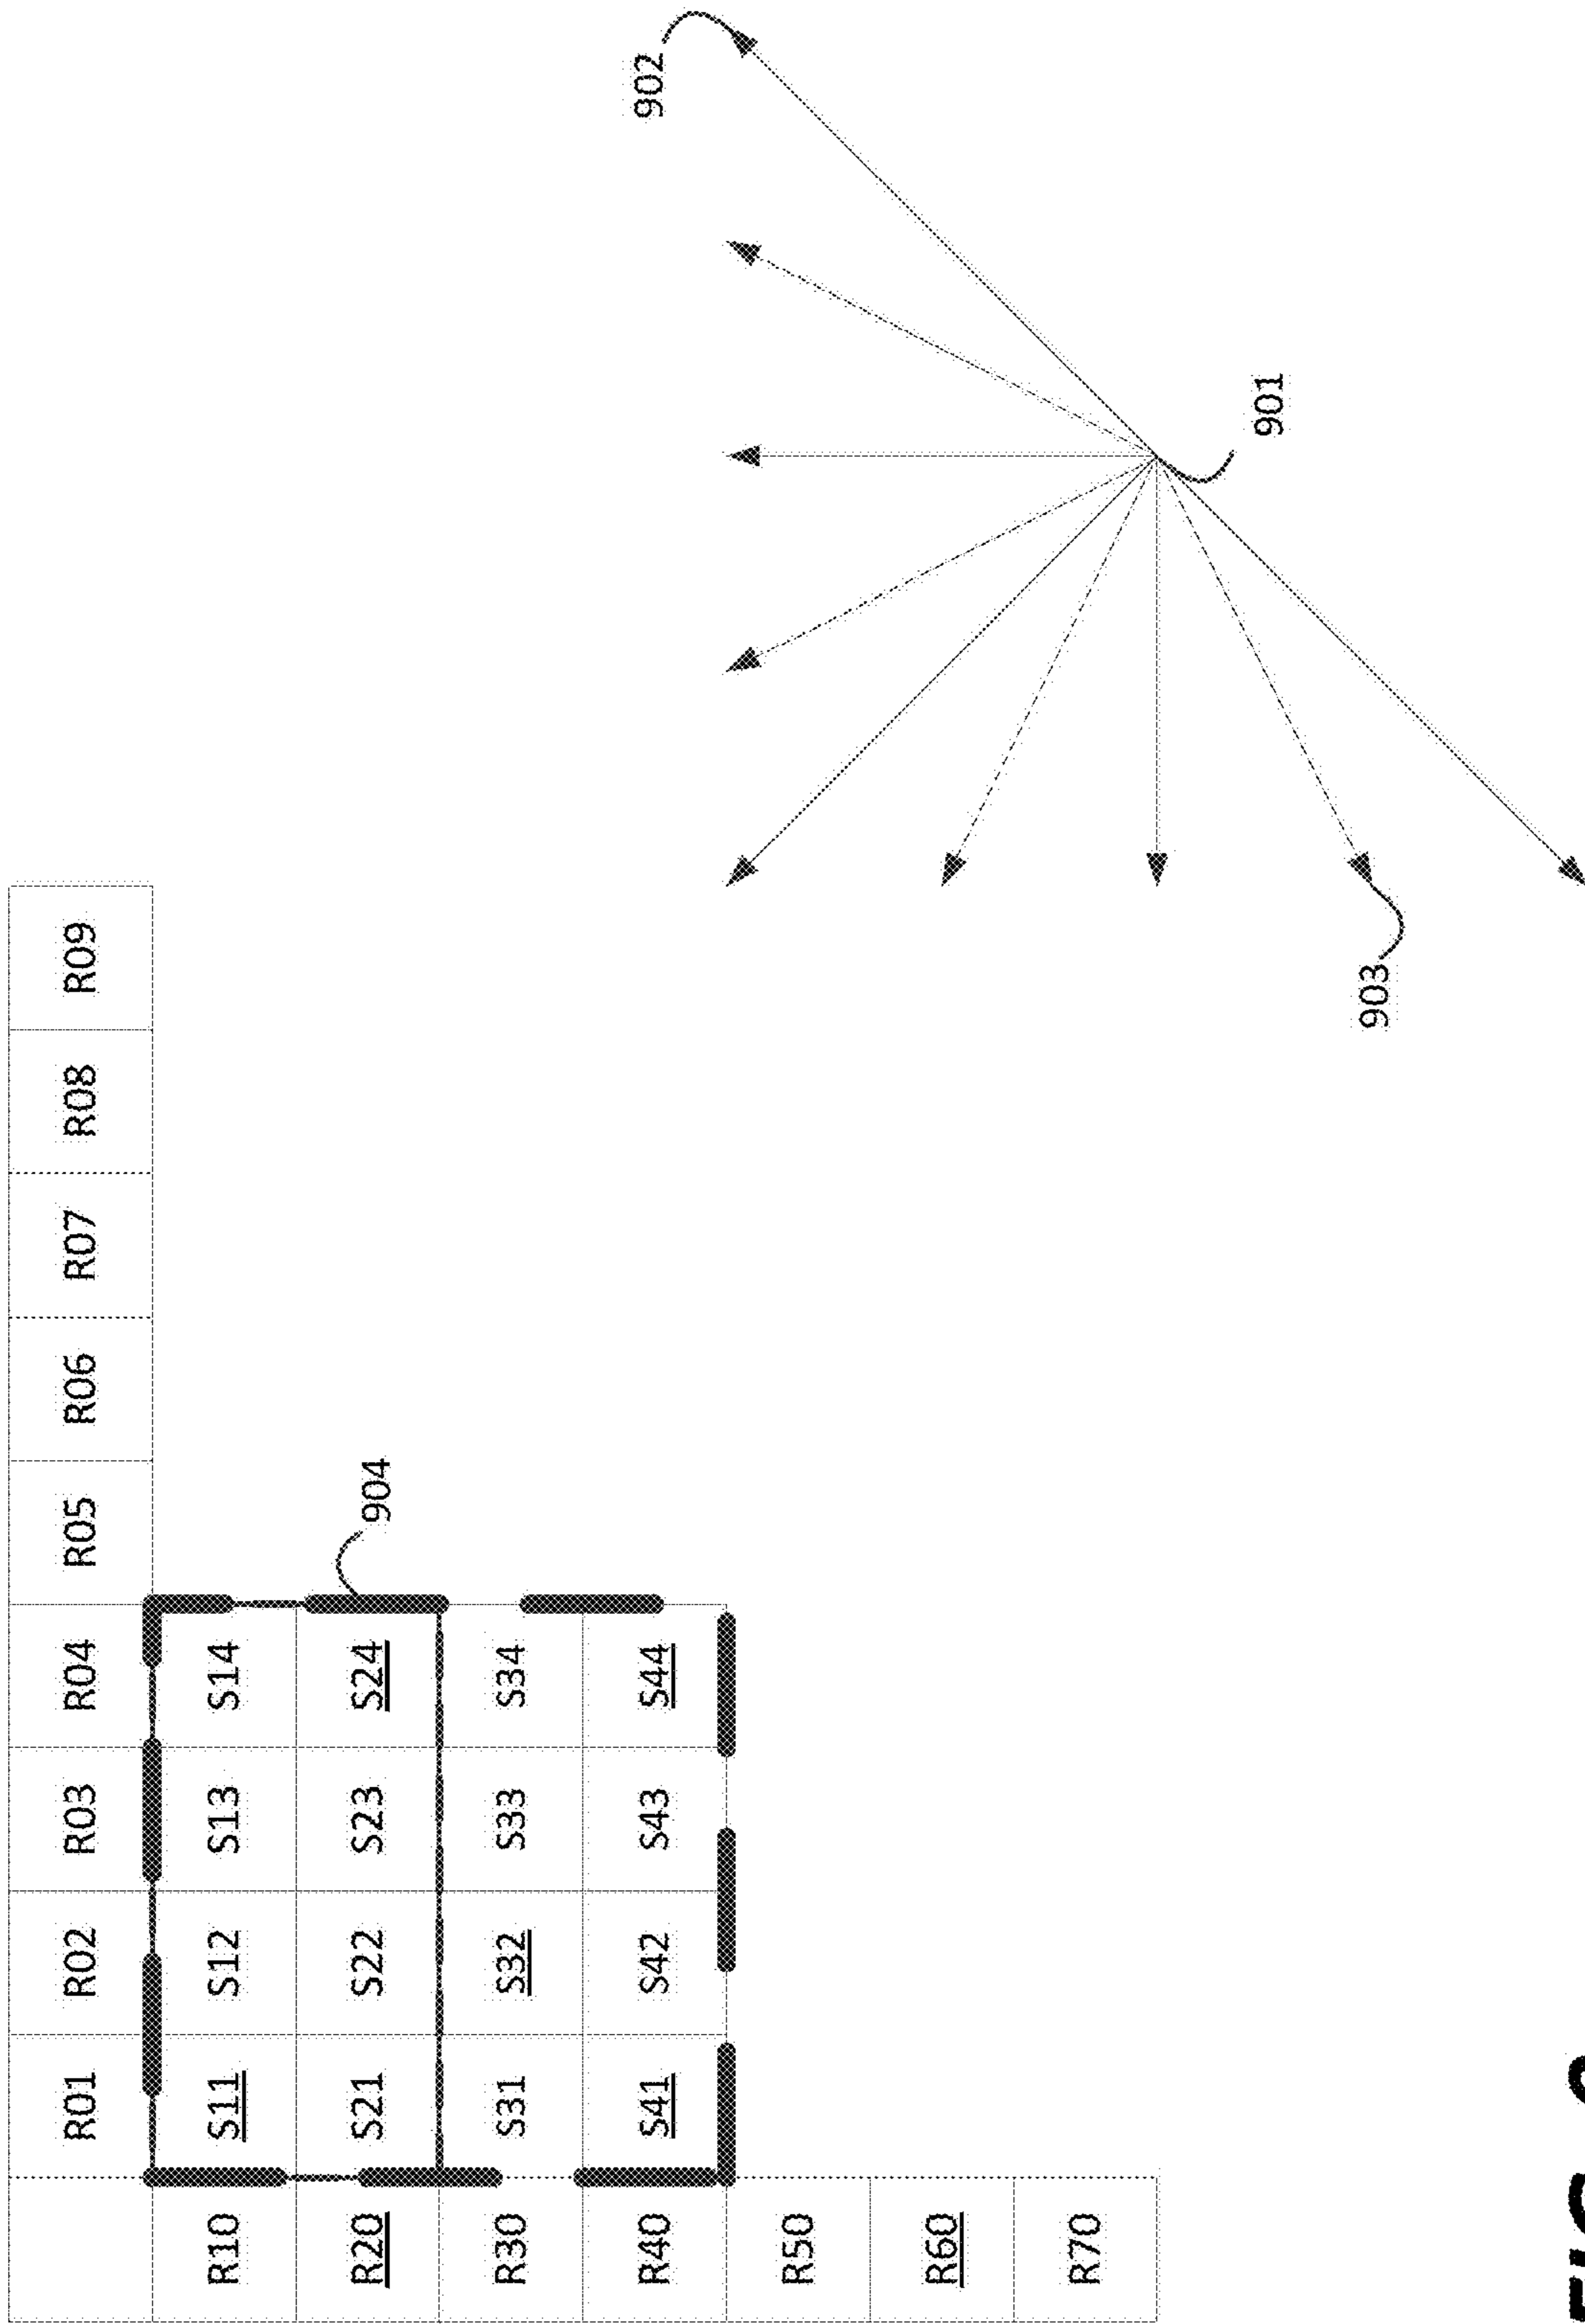 R01 R02 R03 R04 R05 R06 R07 R08 R09
R10 S11 S12 S13 S14
R20 S21 S22 S23 S24
904
R30 S31 S32 S33 S34
R40 S41 S42 S43 S44
902
R50
R60
R70
901
903